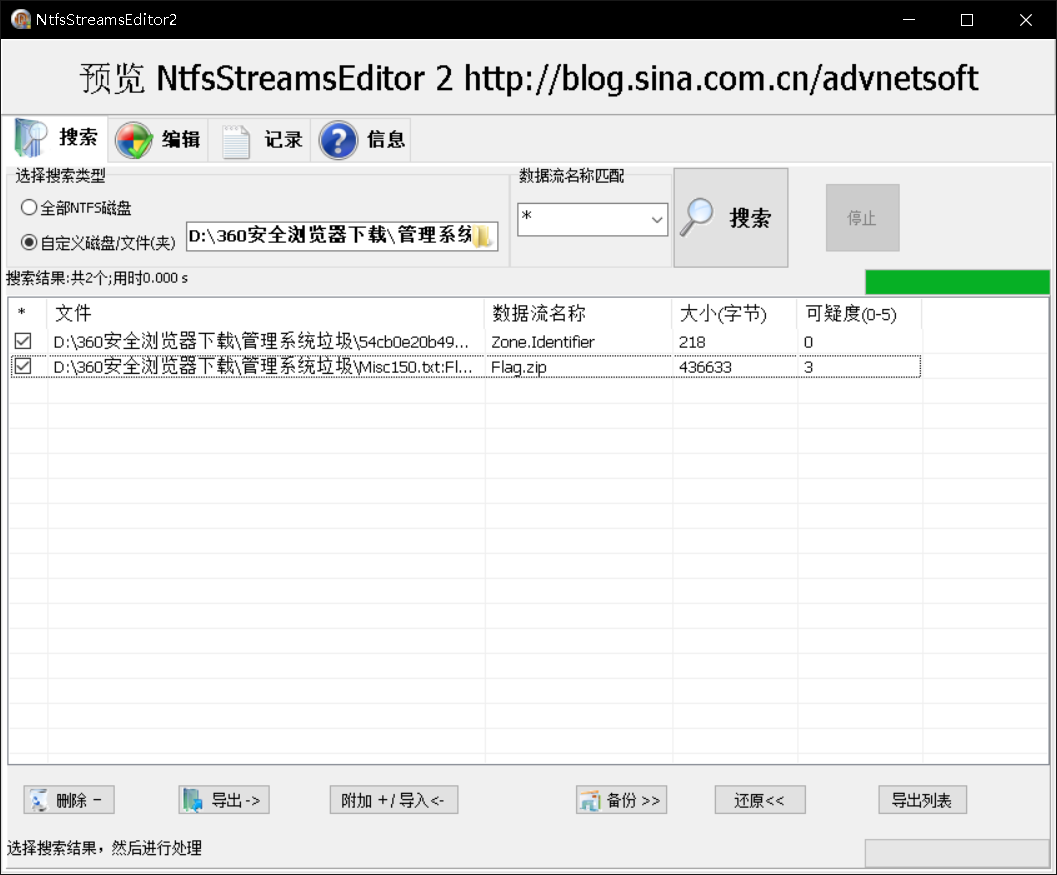 NtfsStreamsEditor2
预览 NtfsStreamsEditor 2 http://blog.sina.com.cn/advnetsoft
搜索 编辑 记录 信息
选择搜索类型 数据流名称匹配
全部NTFS磁盘
* 搜索 停止
自定义磁盘/文件(夹) D:\360安全浏览器下载\管理系统
搜索结果:共2个;用时0.000 s
* 文件 数据流名称 大小(字节) 可疑度(0-5)
D:\360安全浏览器下载\管理系统垃圾\54cb0e20b49... Zone.Identifier 218 0
D:\360安全浏览器下载\管理系统垃圾\Misc150.txt:Fl... Flag.zip 436633 3
删除 - 导出 -> 附加 + / 导入<- 备份 >> 还原<< 导出列表
选择搜索结果，然后进行处理